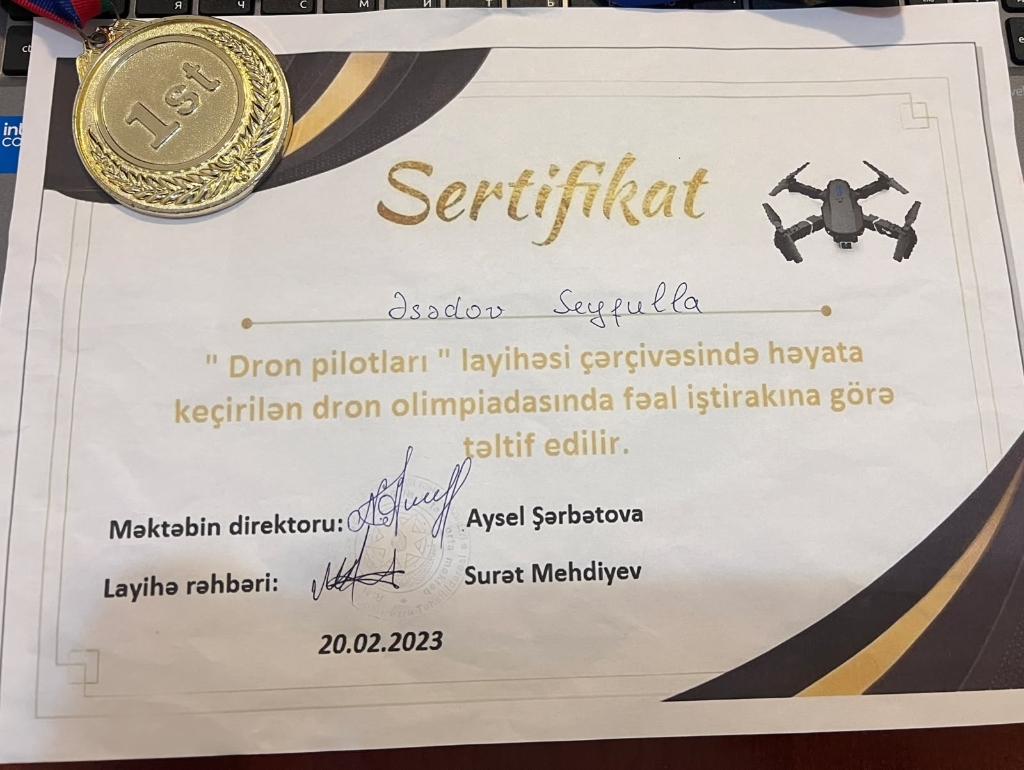 1st
Sertifikat
Əsədov Seyfulla
" Dron pilotları " layihəsi çərçivəsində həyata
keçirilən dron olimpiadasında fəal iştirakına görə
təltif edilir.
Məktəbin direktoru: Aysel Şərbətova
Layihə rəhbəri: Surət Mehdiyev
20.02.2023